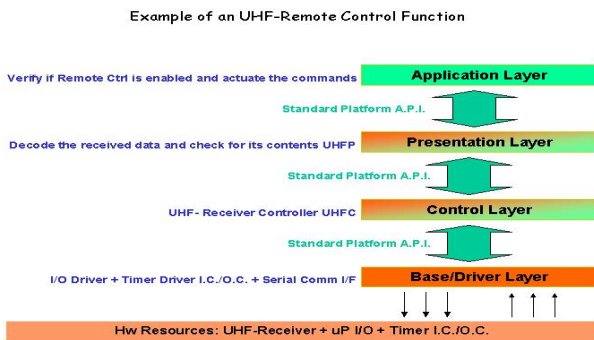 Example of an UHF-Remote Control Function
Verify if Remote Ctrl is enabled and actuate the commands
Application Layer
Standard Platform A.P.I.
Decode the received data and check for its contents UHFP
Presentation Layer
Standard Platform A.P.I.
UHF- Receiver Controller UHFC
Control Layer
Standard Platform A.P.I.
I/O Driver + Timer Driver I.C./O.C. + Serial Comm I/F
Base/Driver Layer
Hw Resources: UHF-Receiver + uP I/O + Timer I.C./O.C.